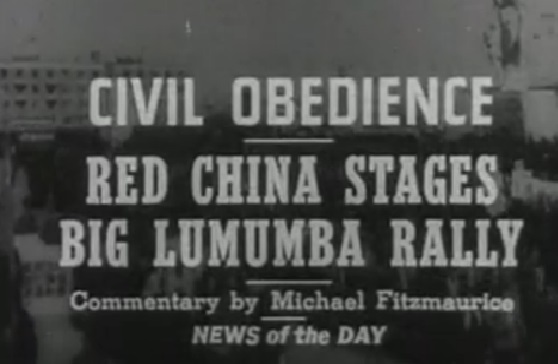 CIVIL OBEDIENCE
RED CHINA STAGES
BIG LUMUMBA RALLY
Commentary by Michael Fitzmaurice
NEWS of the DAY